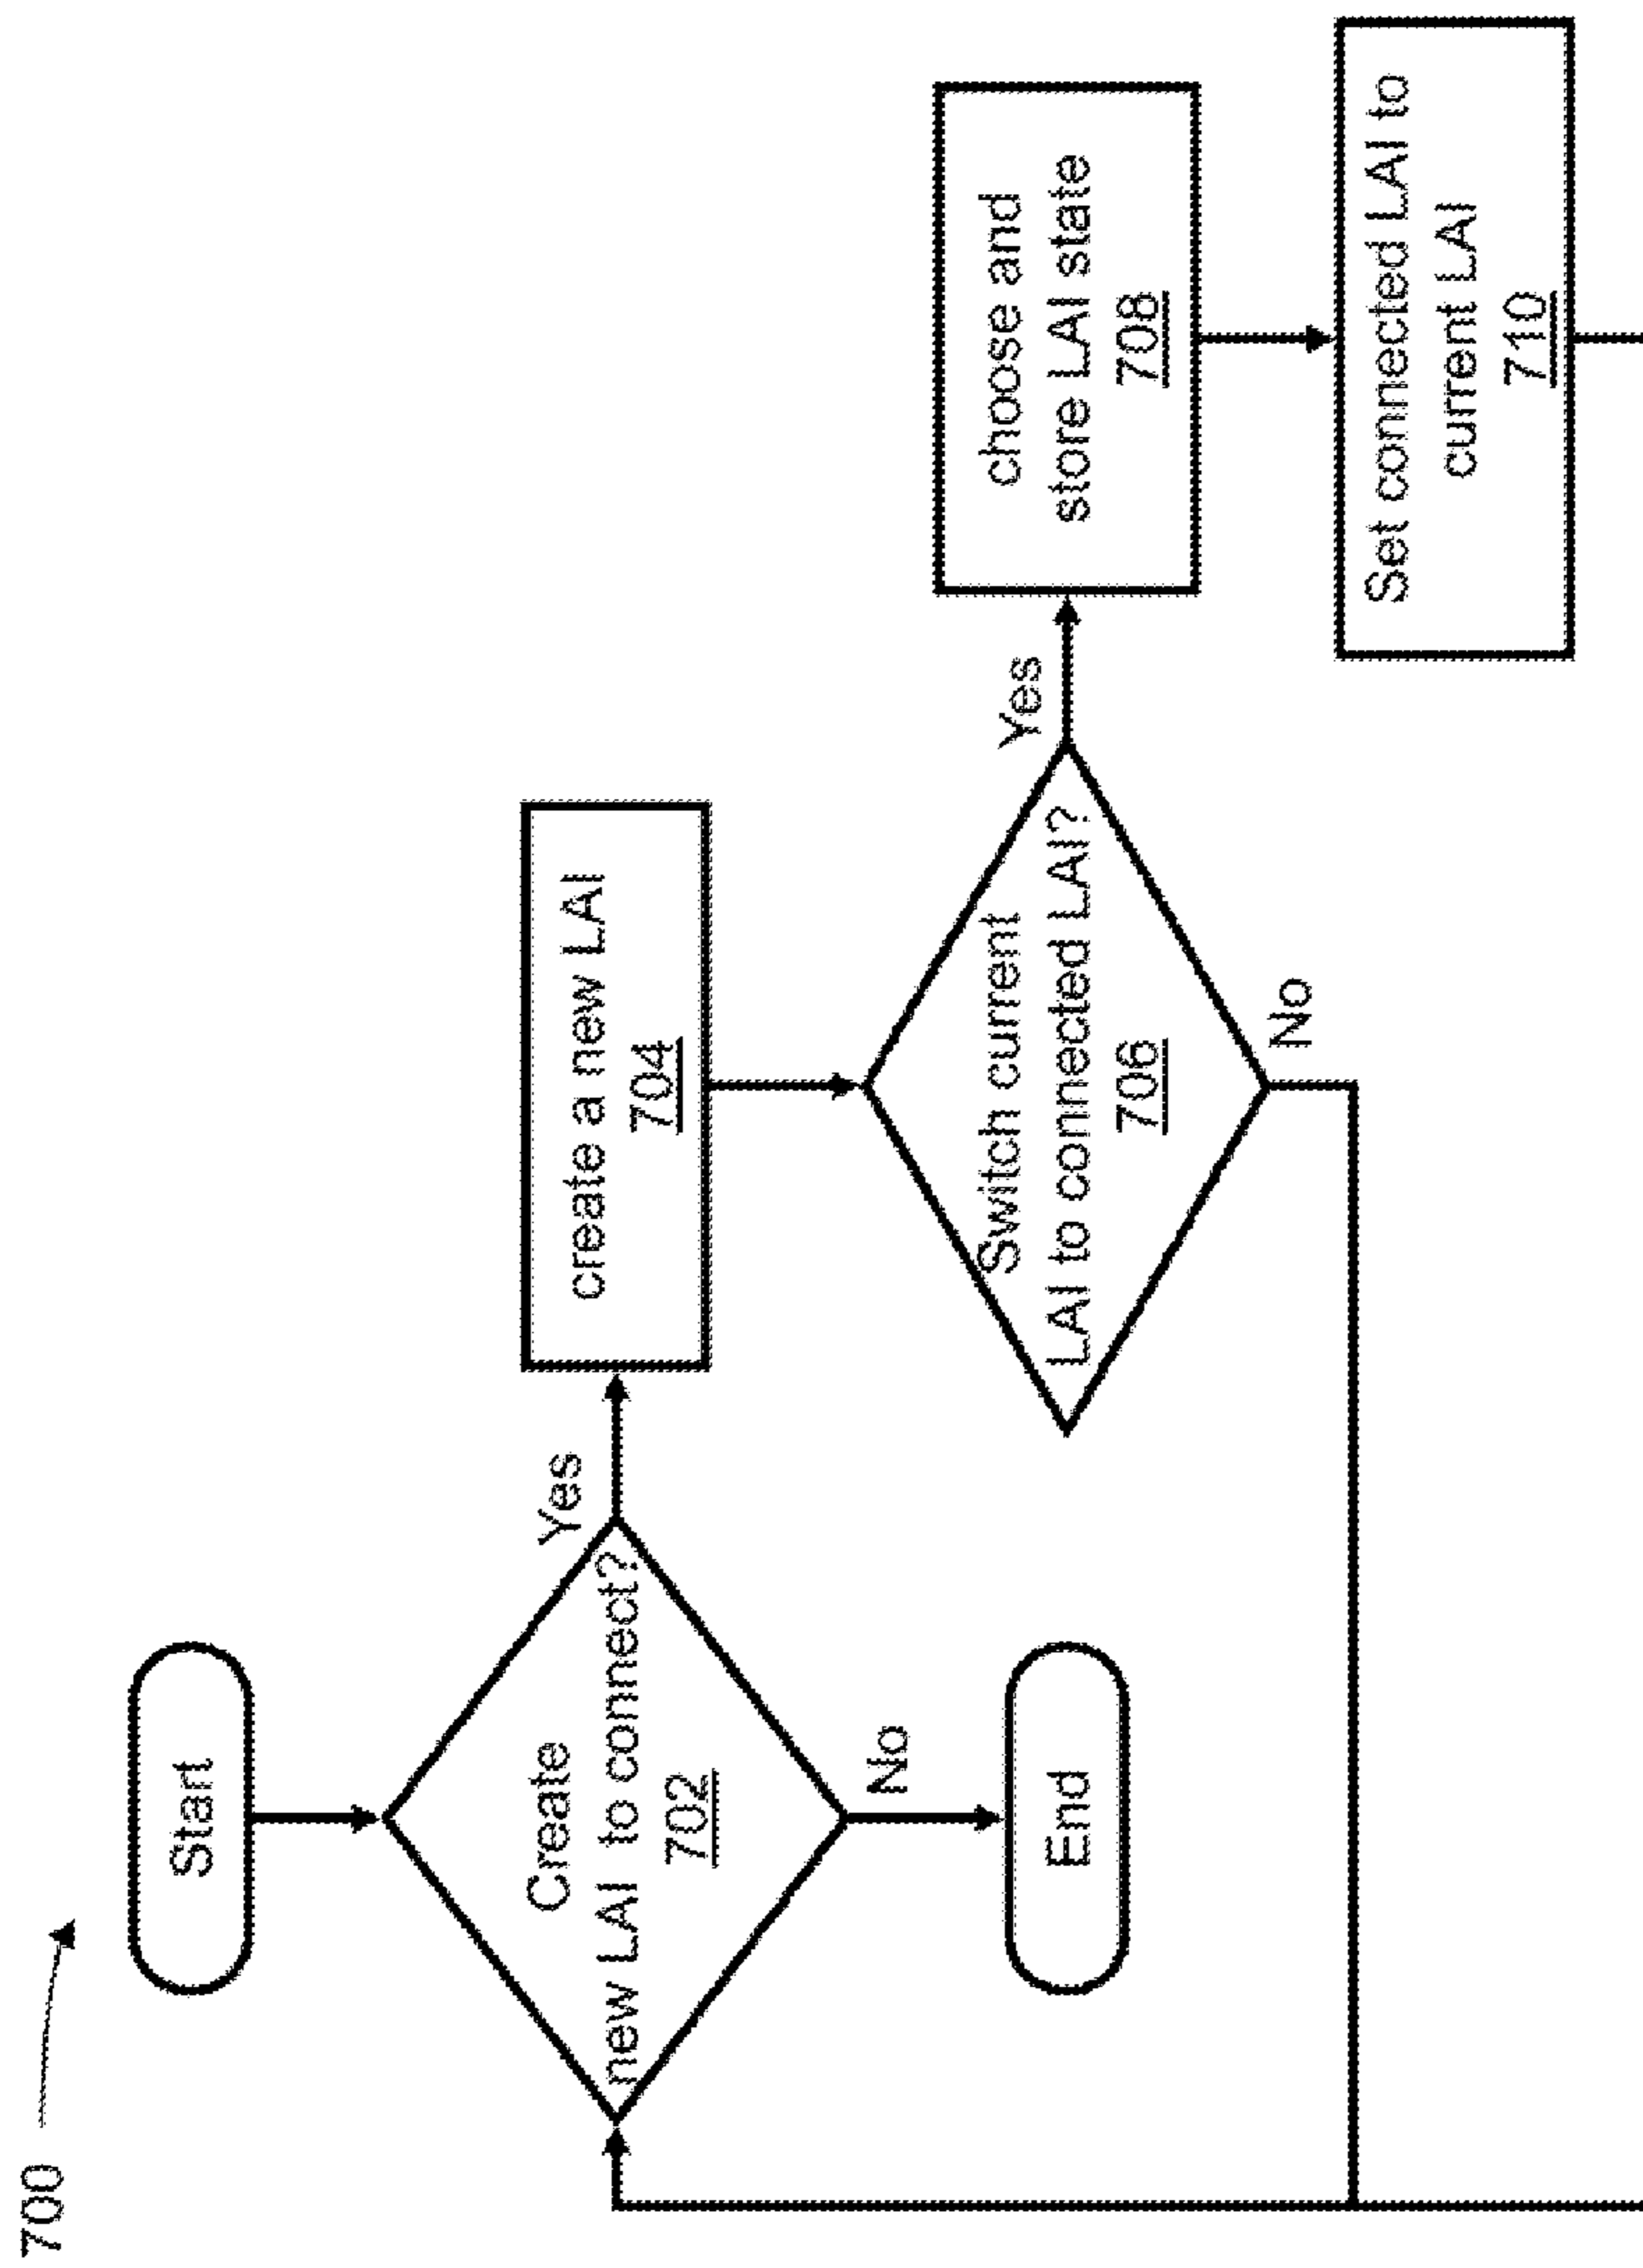 700
Start
Create
new LAI to connect?
702
Yes
No
End
create a new LAI
704
Switch current
LAI to connected LAI?
706
Yes
No
choose and
store LAI state
708
Set connected LAI to
current LAI
710